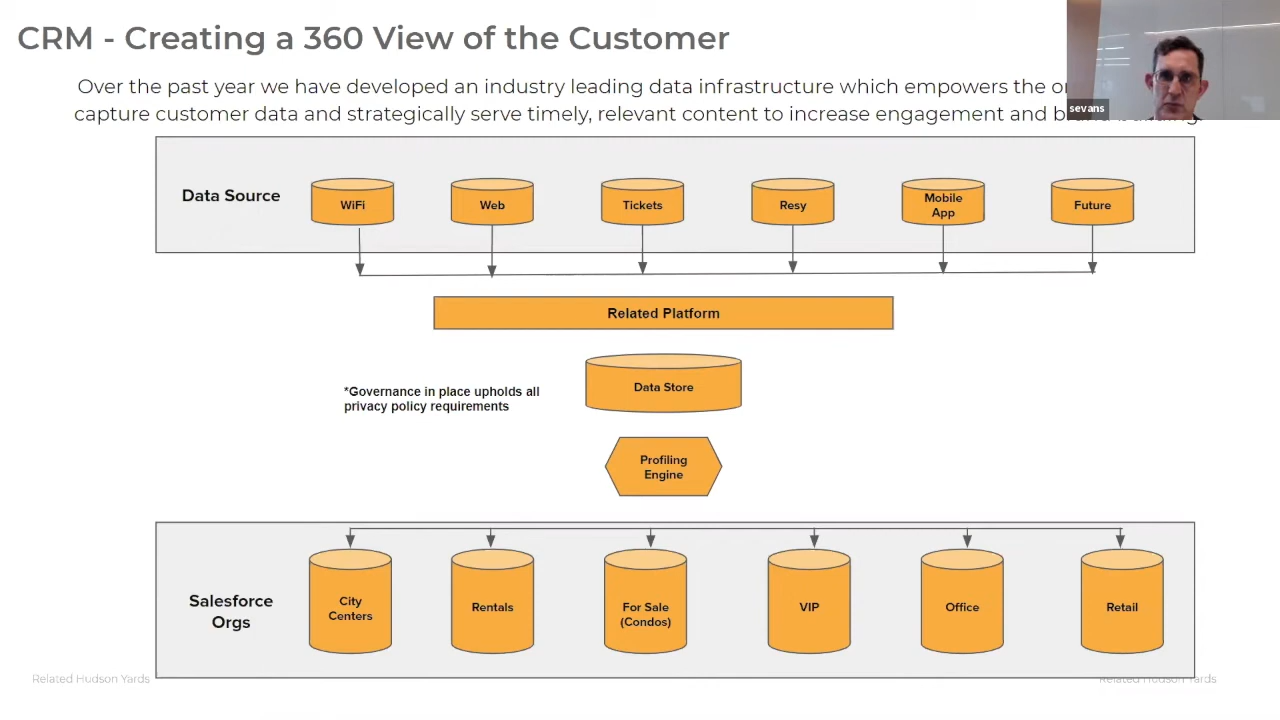 CRM - Creating a 360 View of the Customer
Over the past year we have developed an industry leading data infrastructure which empowers the
capture customer data and strategically serve timely, relevant content to increase engagement and
sevans
Data Source
WiFi
Web
Tickets
Resy
Mobile
App
Future
Related Platform
Data Store
*Governance in place upholds all
privacy policy requirements
Profiling
Engine
Salesforce
Orgs
City
Centers
Rentals
For Sale
(Condos)
VIP
Office
Retail
Related Hudson Yards
Related Hudson Yards